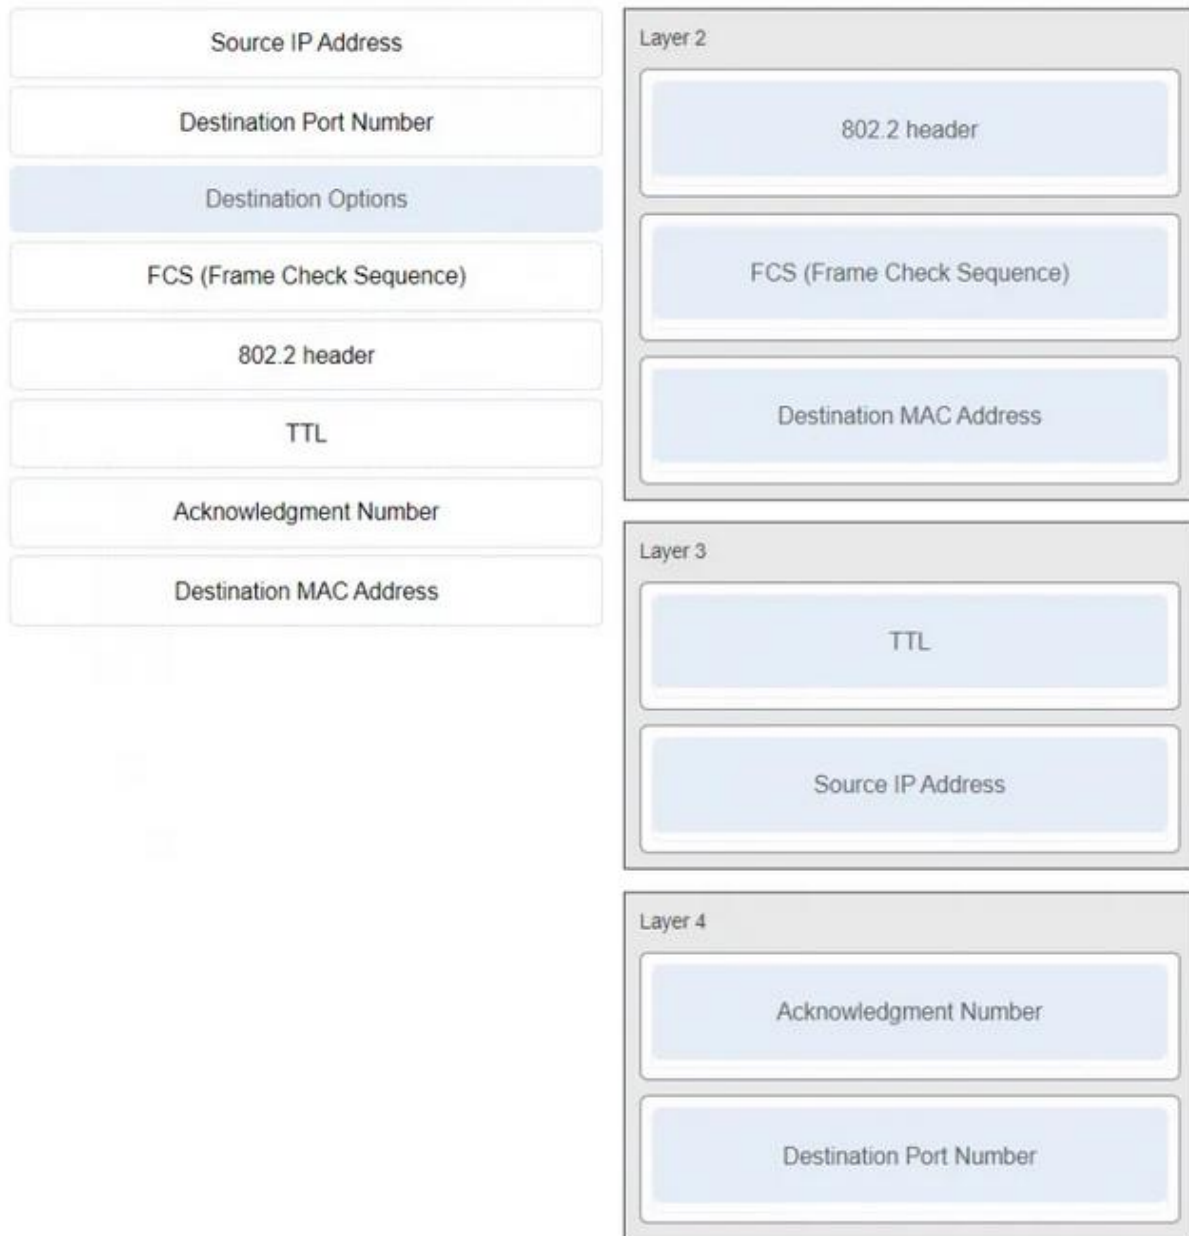 Source IP Address
Destination Port Number
Destination Options
FCS (Frame Check Sequence)
802.2 header
TTL
Acknowledgment Number
Destination MAC Address
Layer 2
802.2 header
FCS (Frame Check Sequence)
Destination MAC Address
Layer 3
TTL
Source IP Address
Layer 4
Acknowledgment Number
Destination Port Number